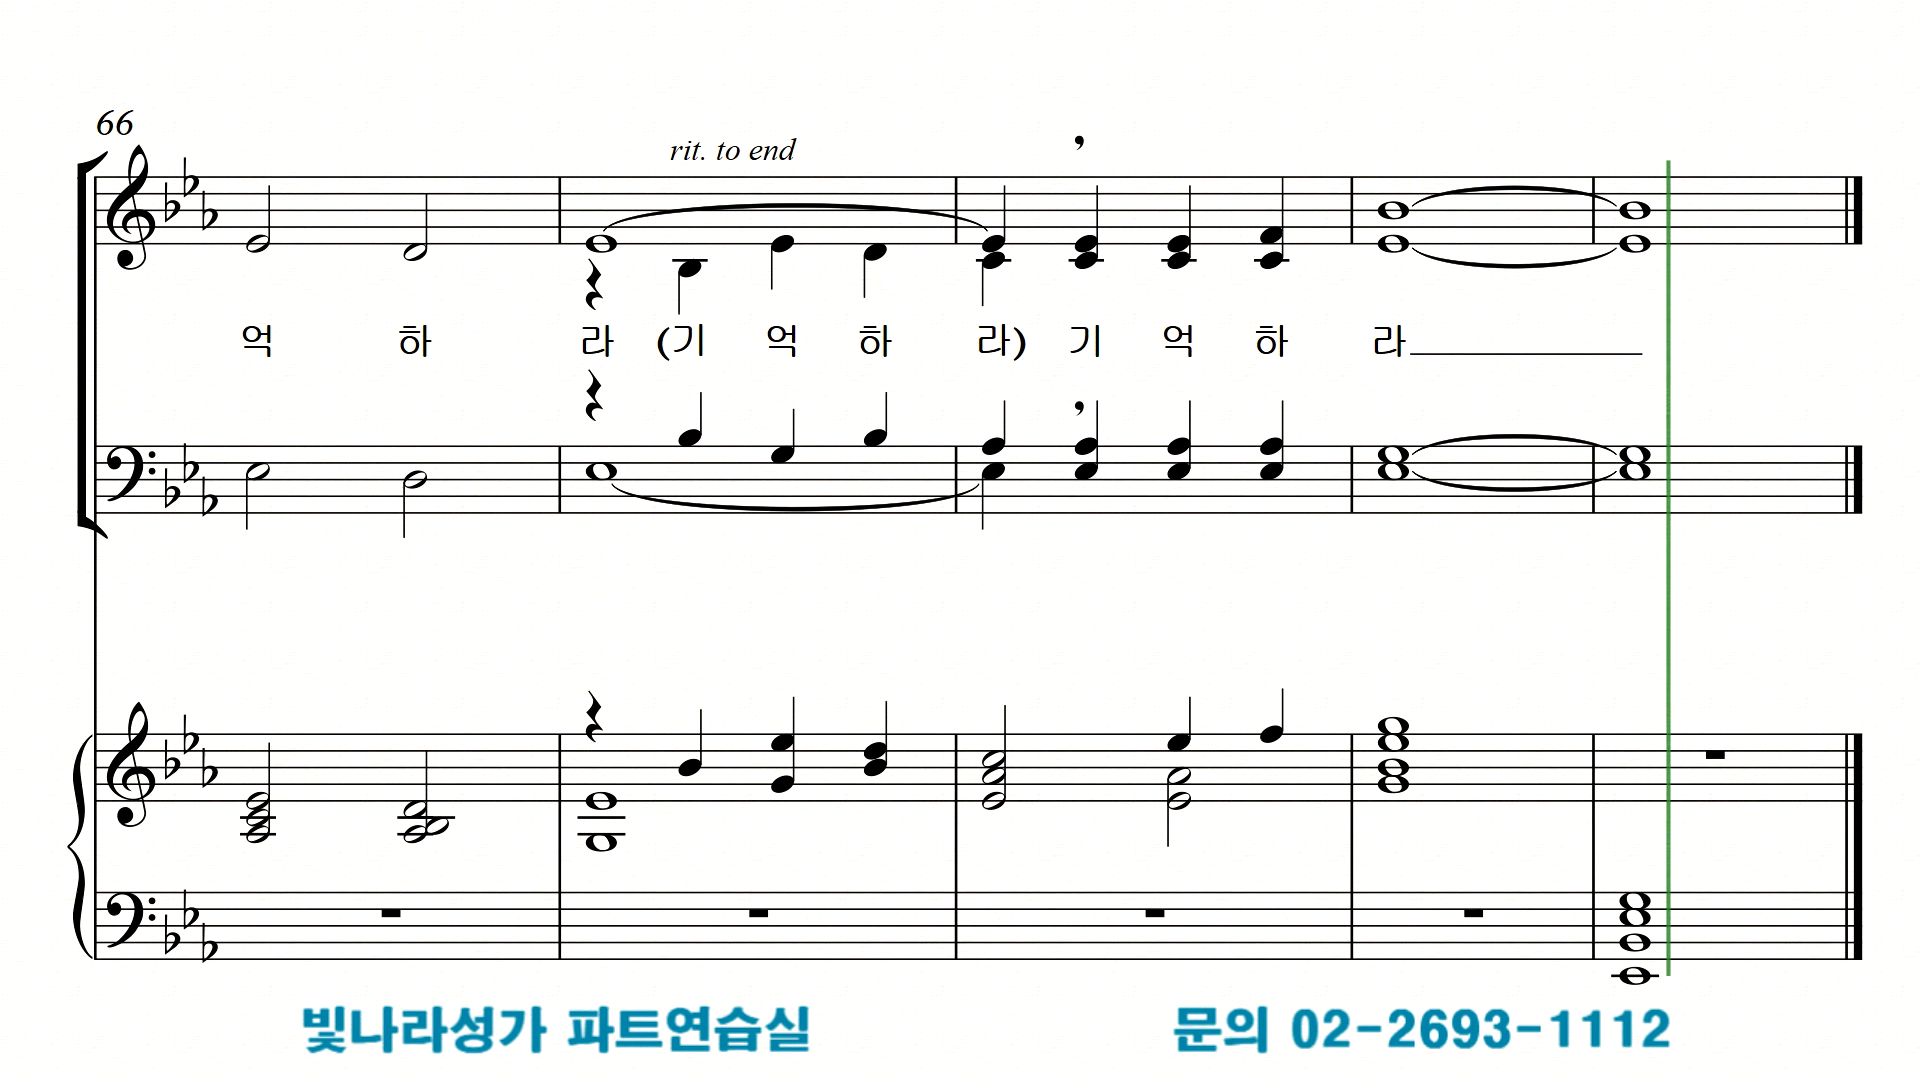 66
rit. to end
억 하 라 (기 억 하 라) 기 억 하 라
빛나라성가 파트연습실 문의 02-2693-1112